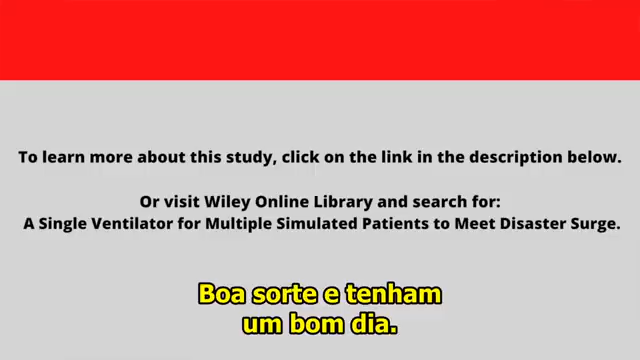 To learn more about this study, click on the link in the description below.
Or visit Wiley Online Library and search for:
A Single Ventilator for Multiple Simulated Patients to Meet Disaster Surge.
Boa sorte e tenham
um bom dia.